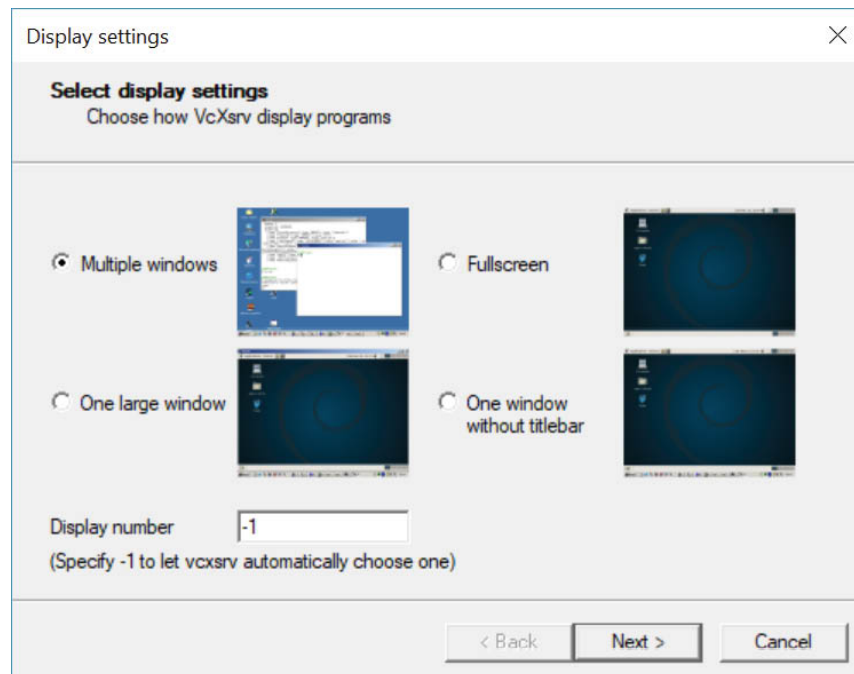 Display settings
Select display settings
Choose how VcXsrv display programs
Multiple windows
Fullscreen
One large window
One window
without titlebar
Display number
-1
(Specify -1 to let vcxsrv automatically choose one)
< Back
Next >
Cancel